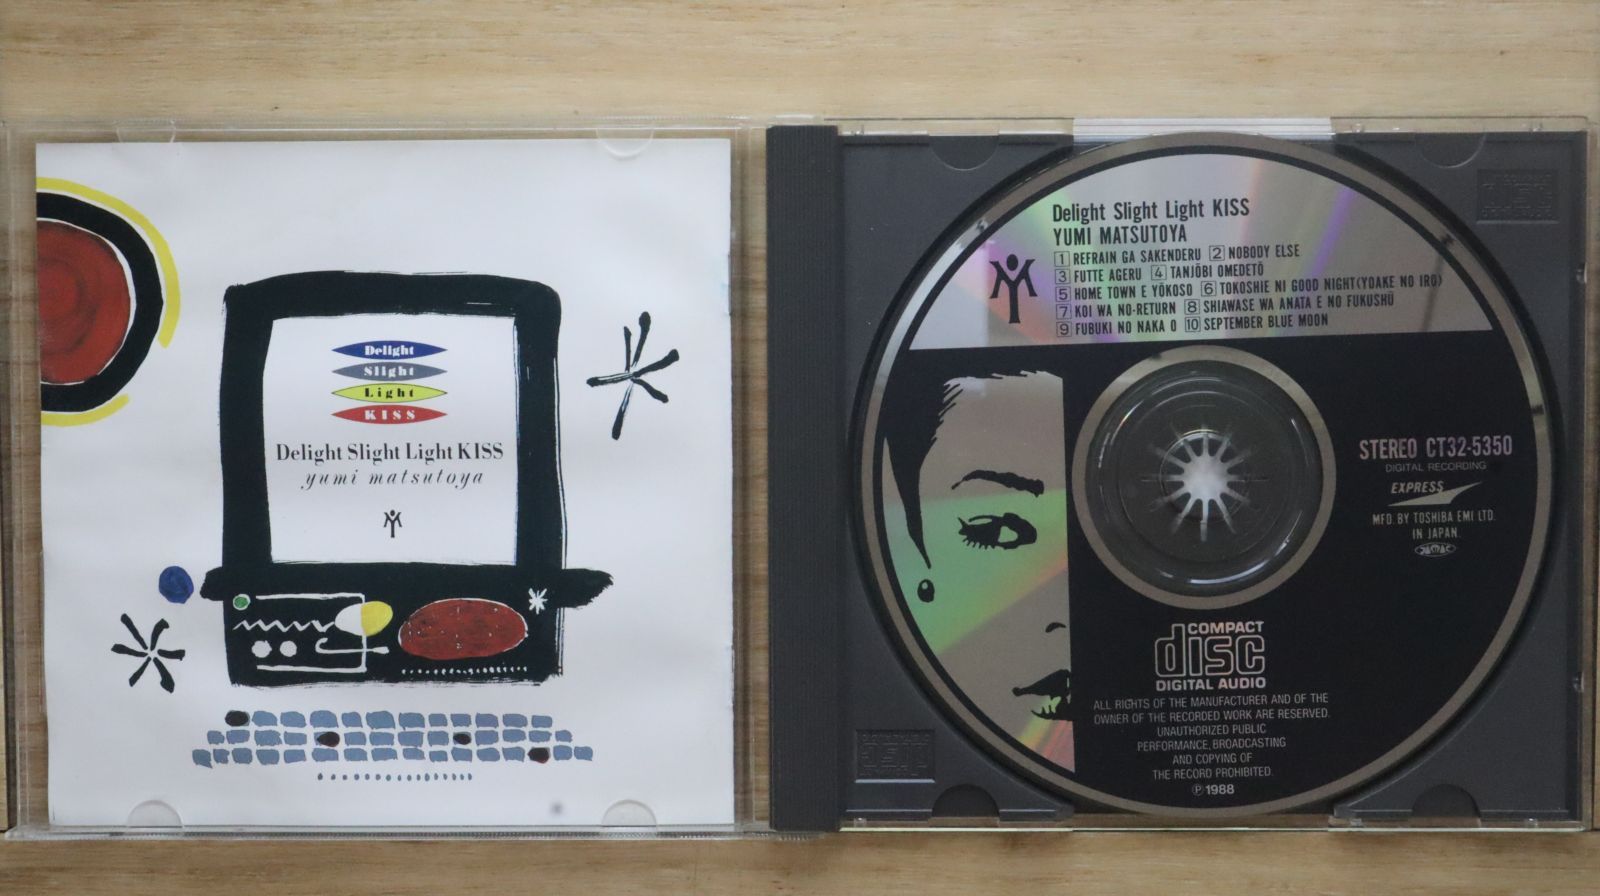 Delight
Slight
Light
KISS
Delight Slight Light KISS
yumi matsutoya
Delight Slight Light KISS
YUMI MATSUTOYA
1 REFRAIN GA SAKENDERU 2 NOBODY ELSE
3 FUTTE AGERU 4 TANJŌBI OMEDETŌ
5 HOME TOWN E YŌKOSO 6 TOKOSHIE NI GOOD NIGHT(YOAKE NO IRO)
7 KOI WA NO-RETURN 8 SHIAWASE WA ANATA E NO FUKUSHŪ
9 FUBUKI NO NAKA O 10 SEPTEMBER BLUE MOON
STEREO CT32-5350
DIGITAL RECORDING
EXPRESS
MFD. BY TOSHIBA EMI LTD.
IN JAPAN.
COMPACT
disc
DIGITAL AUDIO
ALL RIGHTS OF THE MANUFACTURER AND OF THE
OWNER OF THE RECORDED WORK ARE RESERVED.
UNAUTHORIZED PUBLIC
PERFORMANCE, BROADCASTING
AND COPYING OF
THE RECORD PROHIBITED.
Ⓟ 1988